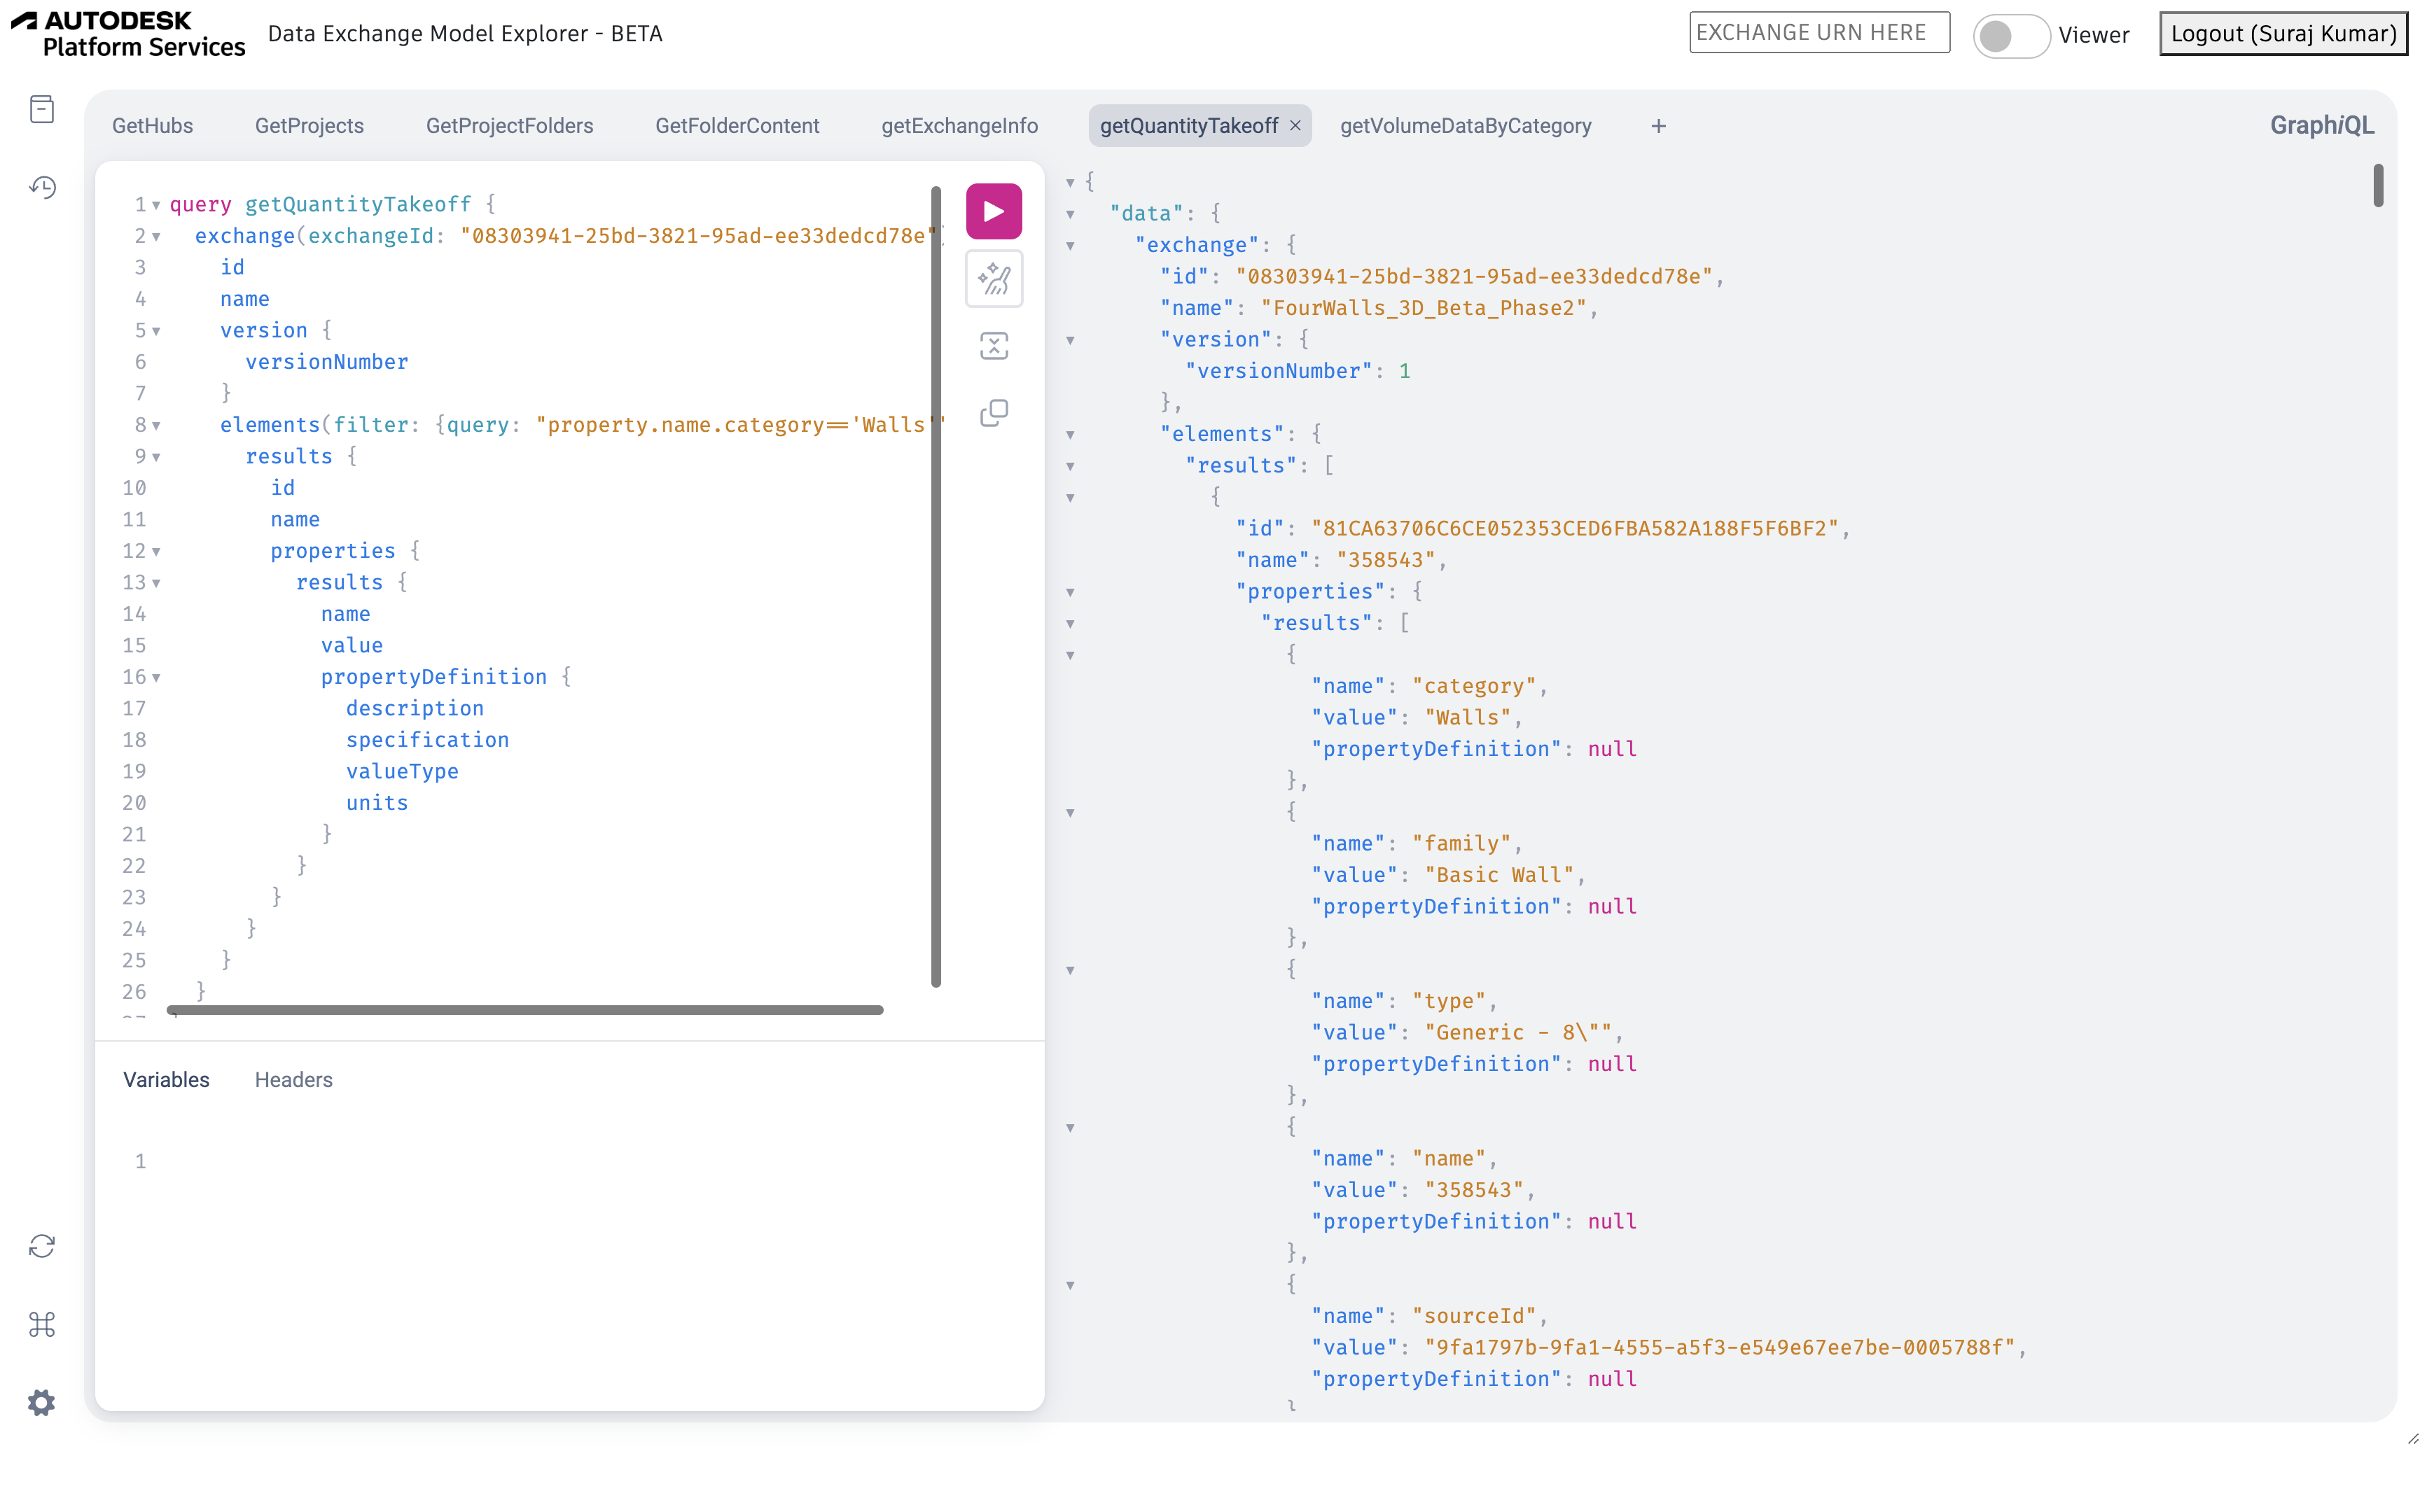 AUTODESK
Platform Services
Data Exchange Model Explorer - BETA
EXCHANGE URN HERE
Viewer
Logout (Suraj Kumar)
GetHubs
GetProjects
GetProjectFolders
GetFolderContent
getExchangeInfo
getQuantityTakeoff ×
getVolumeDataByCategory
+
GraphiQL
1 query getQuantityTakeoff {
2 exchange(exchangeId: "08303941-25bd-3821-95ad-ee33dedcd78e"
3 id
4 name
5 version {
6 versionNumber
7 }
8 elements(filter: {query: "property.name.category=='Walls'"
9 results {
10 id
11 name
12 properties {
13 results {
14 name
15 value
16 propertyDefinition {
17 description
18 specification
19 valueType
20 units
21 }
22 }
23 }
24 }
25 }
26 }
Variables
Headers
1
{
"data": {
"exchange": {
"id": "08303941-25bd-3821-95ad-ee33dedcd78e",
"name": "FourWalls_3D_Beta_Phase2",
"version": {
"versionNumber": 1
},
"elements": {
"results": [
{
"id": "81CA63706C6CE052353CED6FBA582A188F5F6BF2",
"name": "358543",
"properties": {
"results": [
{
"name": "category",
"value": "Walls",
"propertyDefinition": null
},
{
"name": "family",
"value": "Basic Wall",
"propertyDefinition": null
},
{
"name": "type",
"value": "Generic - 8\"",
"propertyDefinition": null
},
{
"name": "name",
"value": "358543",
"propertyDefinition": null
},
{
"name": "sourceId",
"value": "9fa1797b-9fa1-4555-a5f3-e549e67ee7be-0005788f",
"propertyDefinition": null